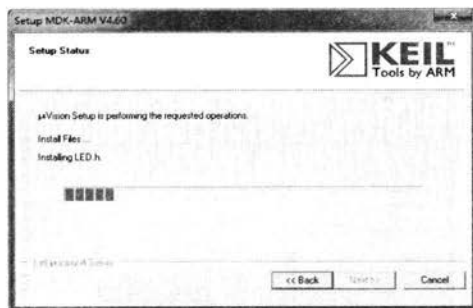 Setup MDK-ARM V4.60
Setup Status
KEIL™
Tools by ARM
µVision Setup is performing the requested operations.
Install Files ...
Installing LED.h.
<< Back
Next >>
Cancel